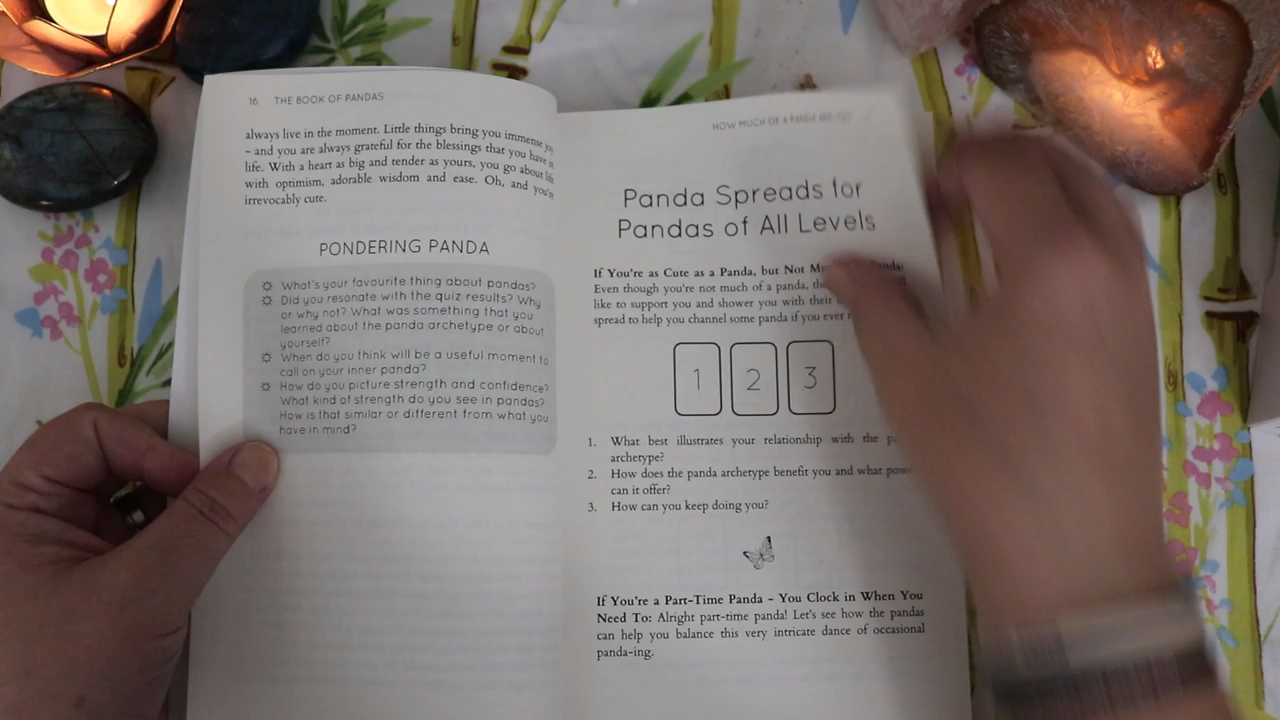 16 THE BOOK OF PANDAS
always live in the moment. Little things bring you immense joy
– and you are always grateful for the blessings that you have in
life. With a heart as big and tender as yours, you go about life
with optimism, adorable wisdom and ease. Oh, and you're
irrevocably cute.
PONDERING PANDA
What's your favourite thing about pandas?
Did you resonate with the quiz results? Why
or why not? What was something that you
learned about the panda archetype or about
yourself?
When do you think will be a useful moment to
call on your inner panda?
How do you picture strength and confidence?
What kind of strength do you see in pandas?
How is that similar or different from what you
have in mind?
HOW MUCH OF A
Panda Spreads for
Pandas of All Levels
If You're as Cute as a Panda, but Not
Even though you're not much of a panda,
like to support you and shower you with their
spread to help you channel some panda if you ever
1 2 3
1. What best illustrates your relationship with the
archetype?
2. How does the panda archetype benefit you and what
can it offer?
3. How can you keep doing you?
If You're a Part-Time Panda – You Clock in When You
Need To: Alright part-time panda! Let's see how the pandas
can help you balance this very intricate dance of occasional
panda-ing.